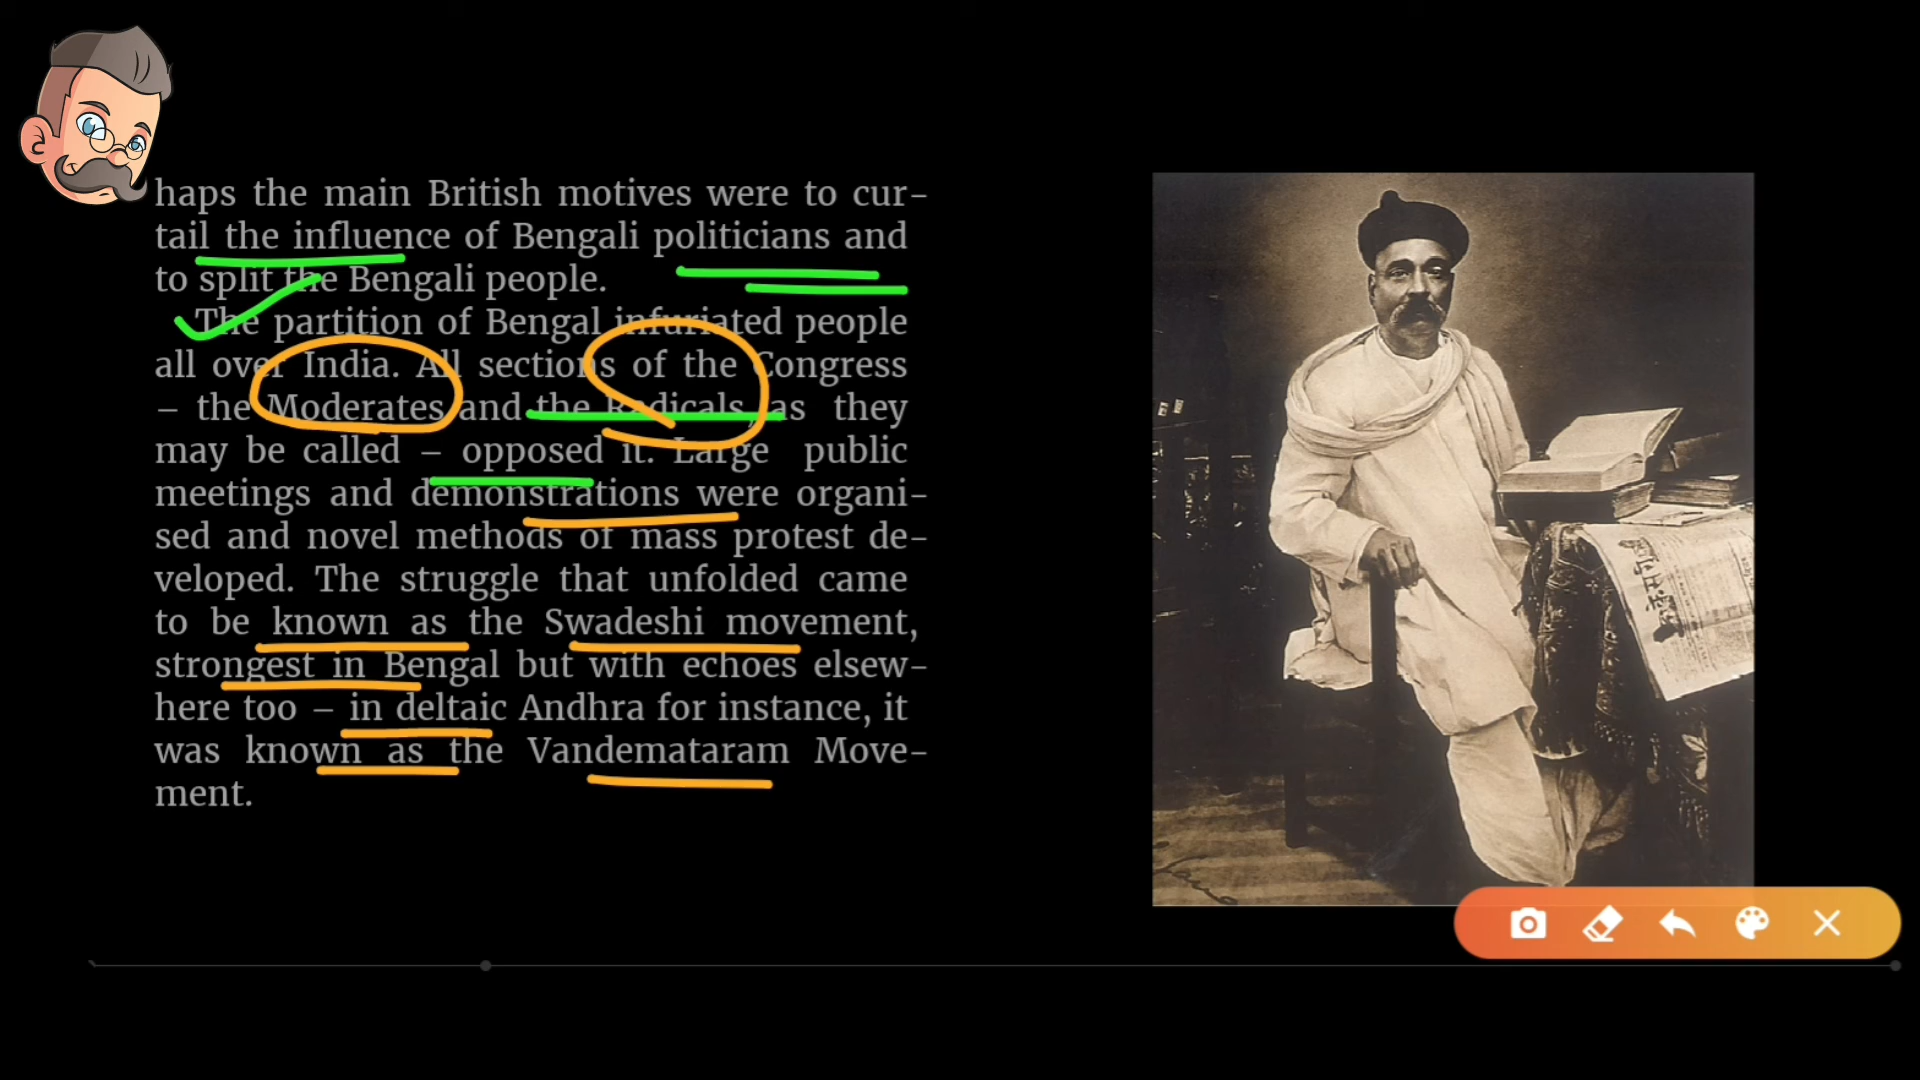 haps the main British motives were to cur-
tail the influence of Bengali politicians and
to split the Bengali people.
The partition of Bengal infuriated people
all over India. All sections of the Congress
– the Moderates and the Radicals, as they
may be called – opposed it. Large public
meetings and demonstrations were organi-
sed and novel methods of mass protest de-
veloped. The struggle that unfolded came
to be known as the Swadeshi movement,
strongest in Bengal but with echoes elsew-
here too – in deltaic Andhra for instance, it
was known as the Vandemataram Move-
ment.